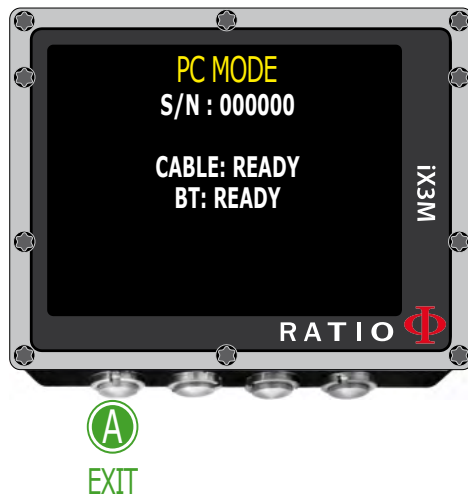 PC MODE
S/N : 000000
CABLE: READY
BT: READY
iX3M
RATIO
A
EXIT